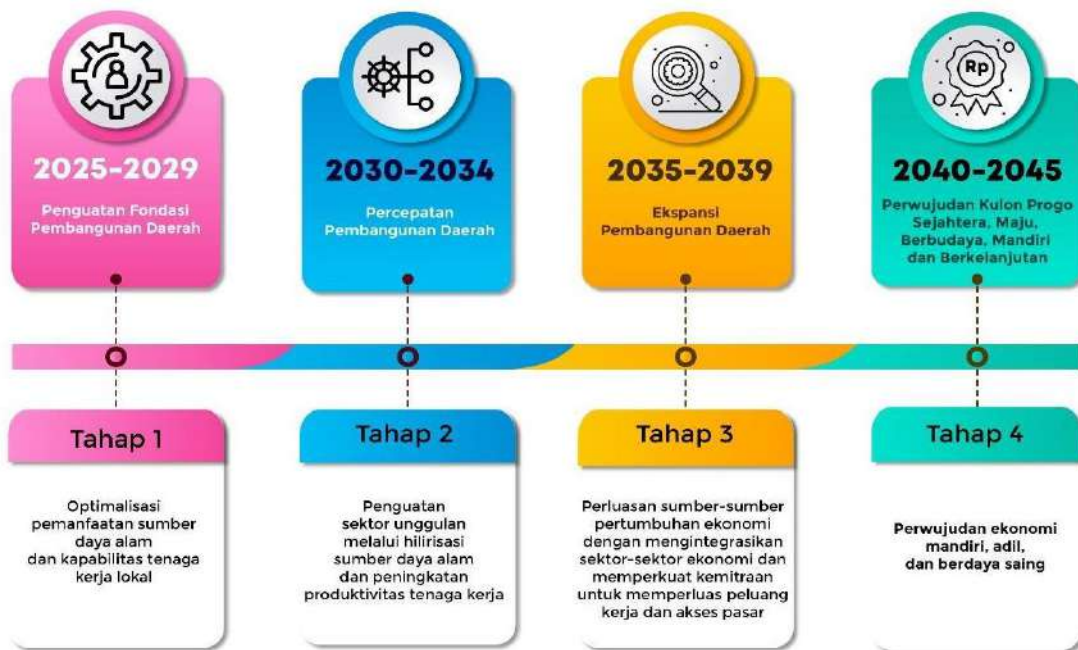 Rp
2025-2029
Penguatan Fondasi
Pembangunan Daerah
2030-2034
Percepatan
Pembangunan Daerah
2035-2039
Ekspansi
Pembangunan Daerah
2040-2045
Perwujudan Kulon Progo
Sejahtera, Maju,
Berbudaya, Mandiri
dan Berkelanjutan
Tahap 1
Optimalisasi
pemanfaatan sumber
daya alam
dan kapabilitas tenaga
kerja lokal
Tahap 2
Penguatan
sektor unggulan
melalui hilirisasi
sumber daya alam
dan peningkatan
produktivitas tenaga kerja
Tahap 3
Perluasan sumber-sumber
pertumbuhan ekonomi
dengan mengintegrasikan
sektor-sektor ekonomi dan
memperkuat kemitraan
untuk memperluas peluang
kerja dan akses pasar
Tahap 4
Perwujudan ekonomi
mandiri, adil,
dan berdaya saing